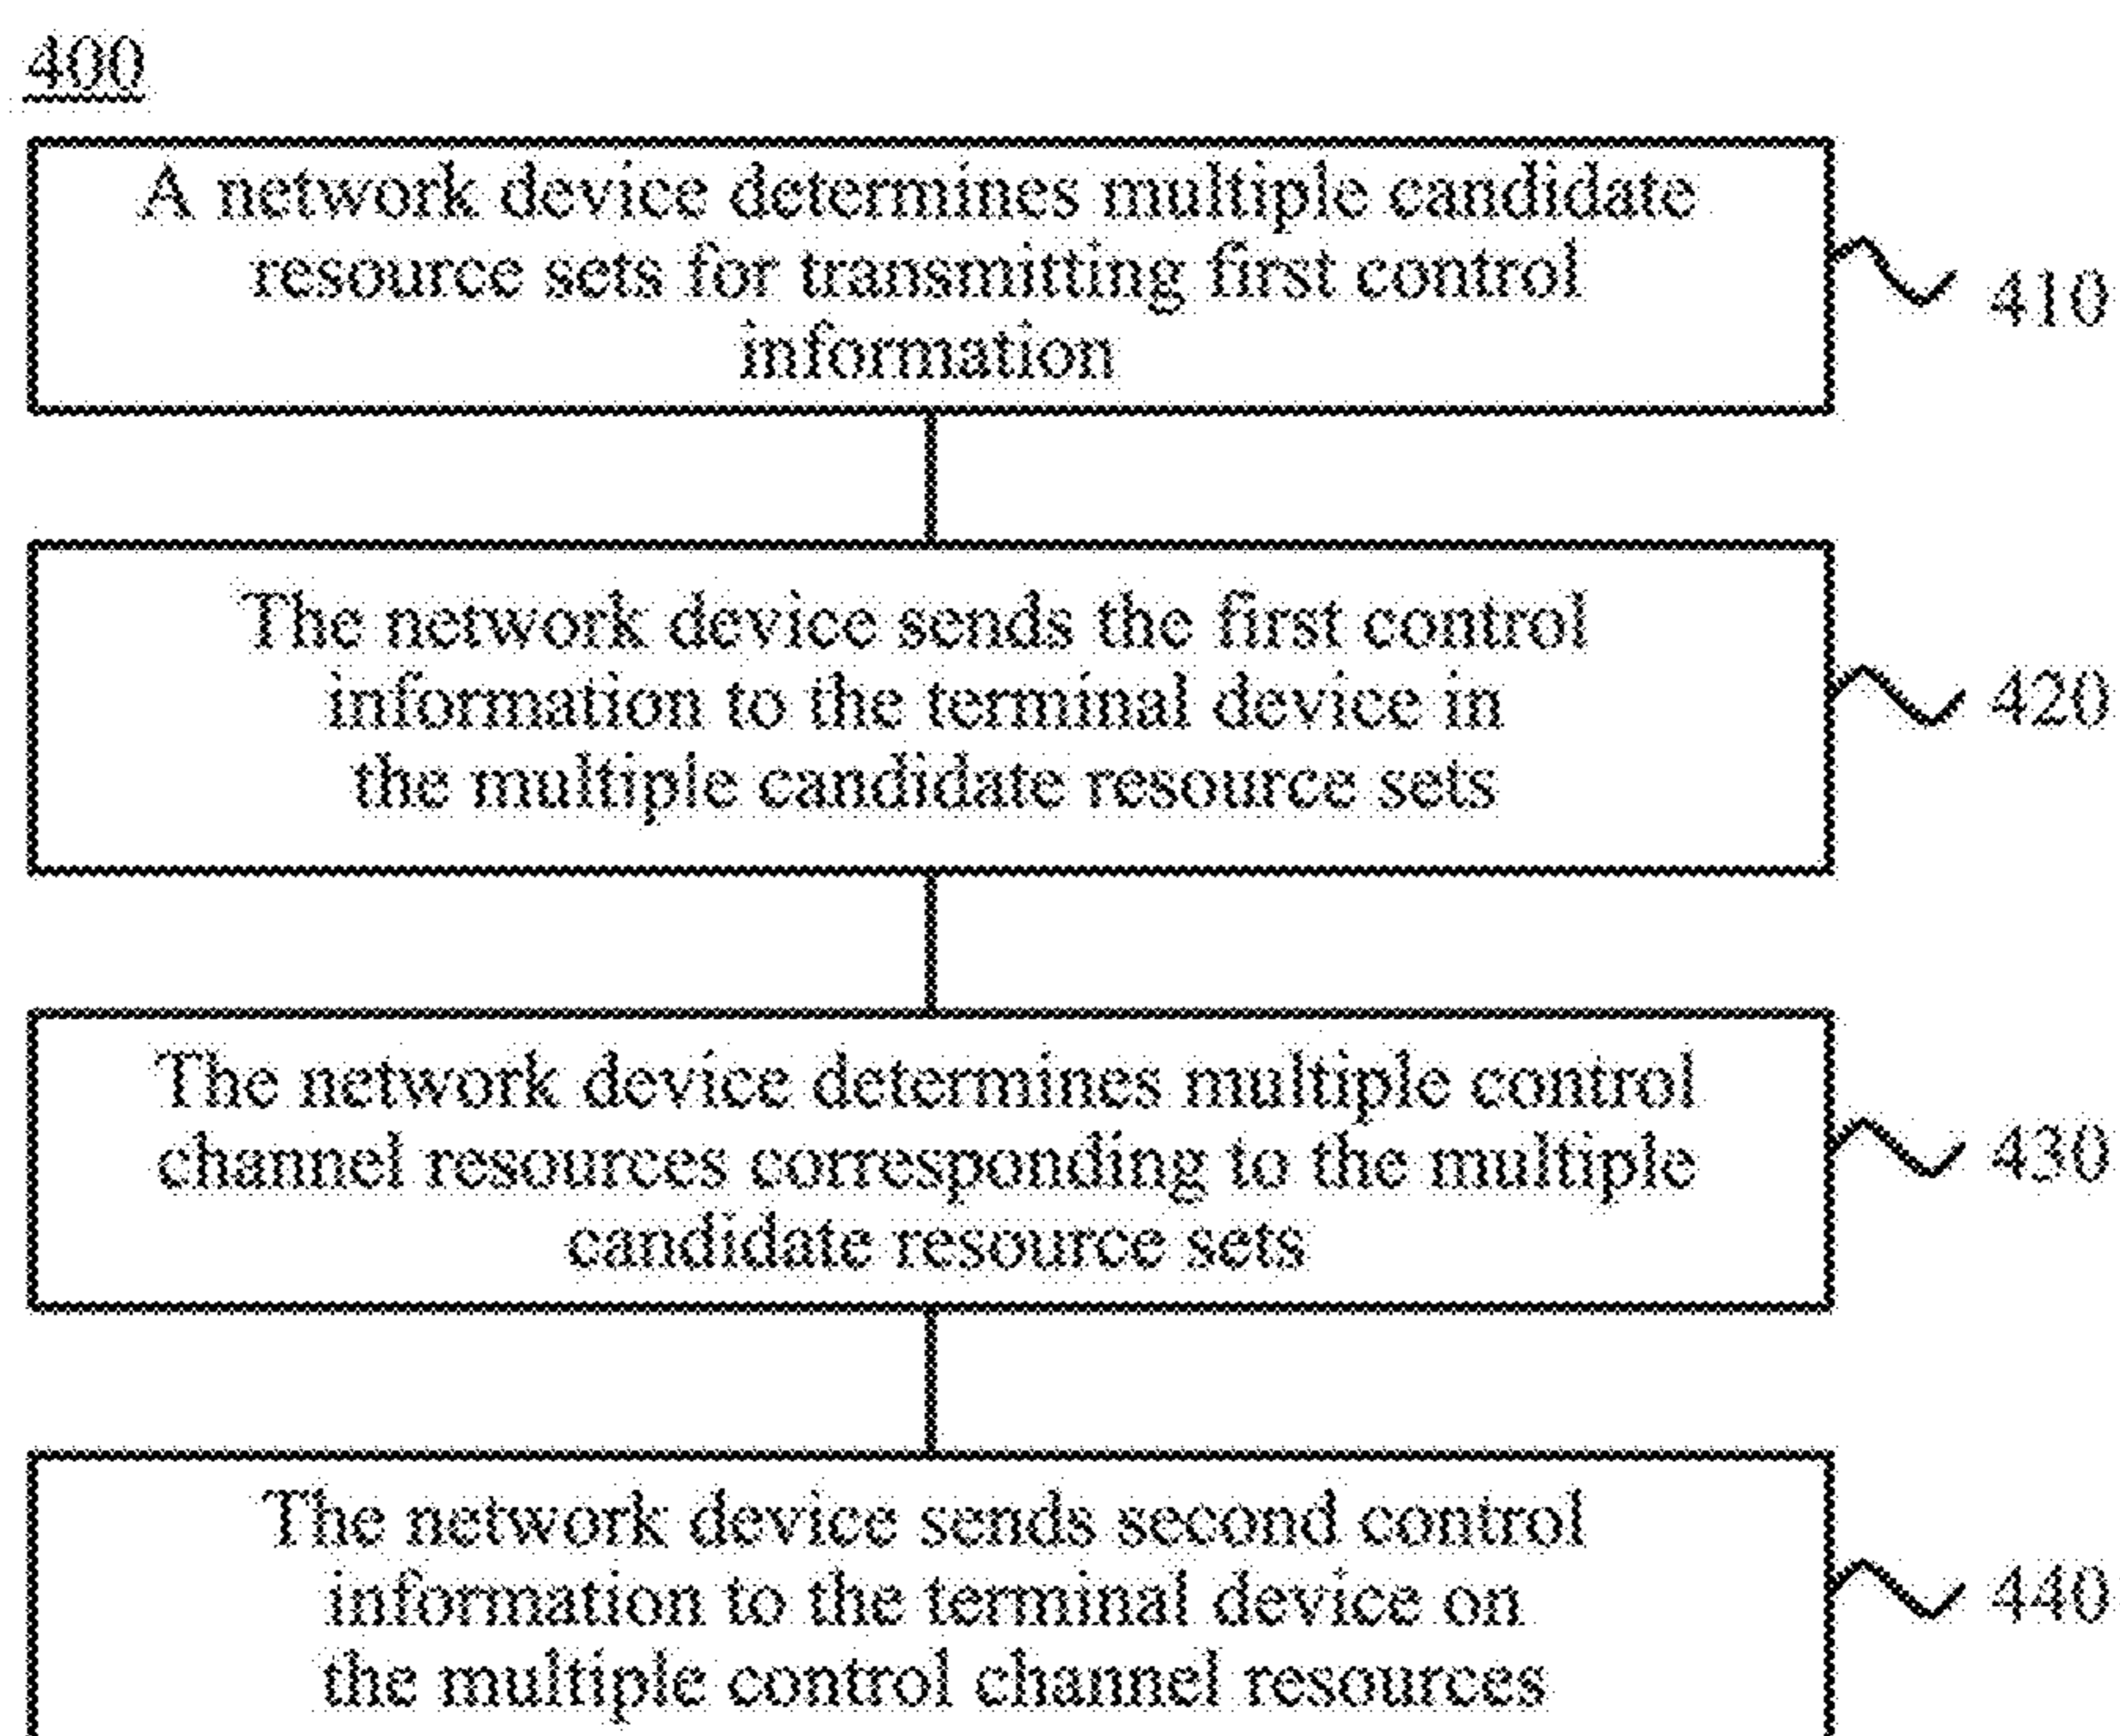 400
A network device determines multiple candidate
resource sets for transmitting first control
information
410
The network device sends the first control
information to the terminal device in
the multiple candidate resource sets
420
The network device determines multiple control
channel resources corresponding to the multiple
candidate resource sets
430
The network device sends second control
information to the terminal device on
the multiple control channel resources
440